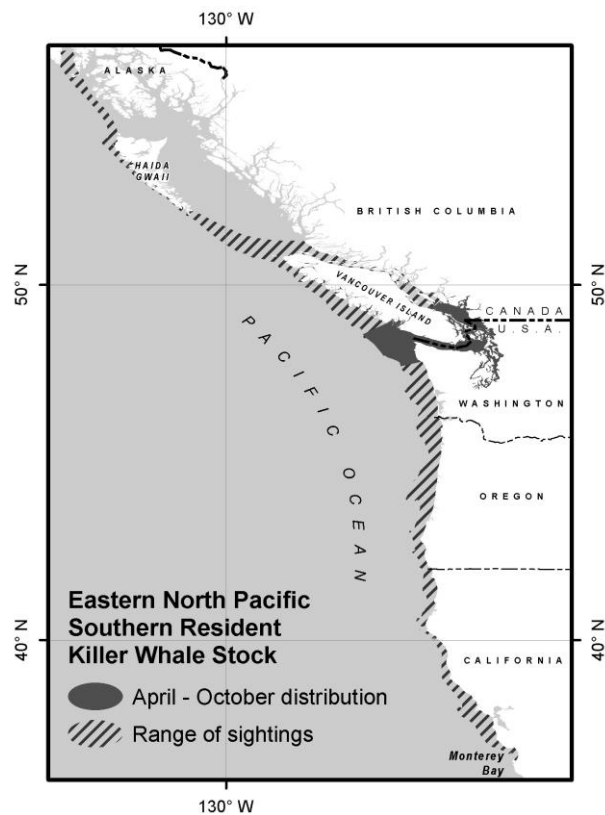 130° W
ALASKA
HAIDA
GWAII
BRITISH COLUMBIA
50° N
50° N
VANCOUVER ISLAND
CANADA
U.S.A.
PACIFIC OCEAN
WASHINGTON
OREGON
Eastern North Pacific
Southern Resident
Killer Whale Stock
40° N
40° N
CALIFORNIA
April - October distribution
Range of sightings
Monterey
Bay
130° W